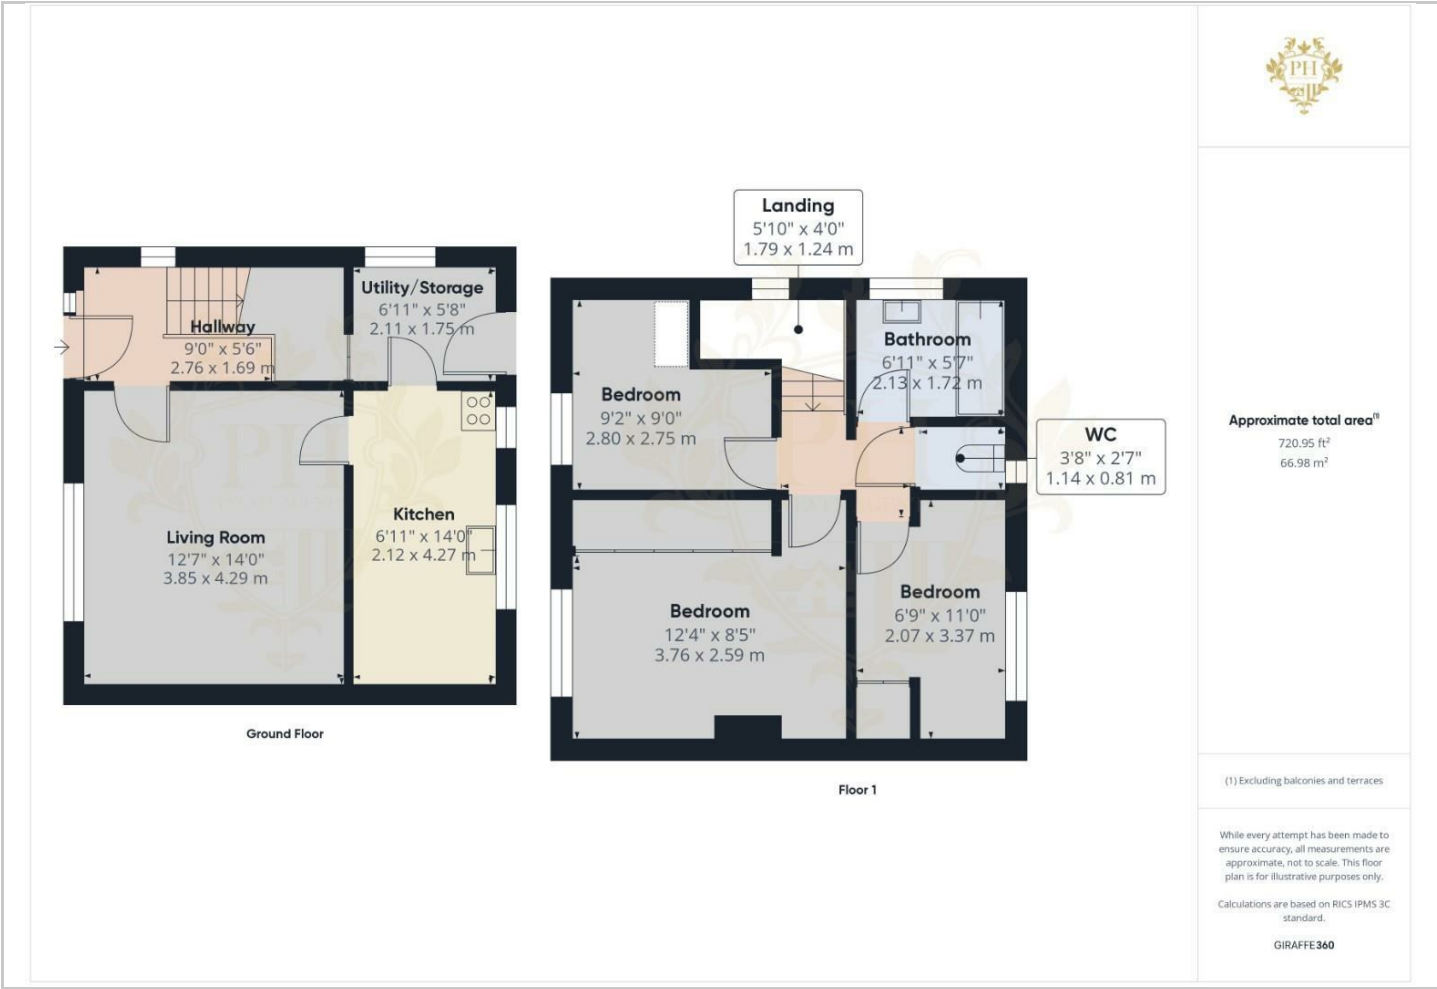 Landing
5'10" x 4'0"
1.79 x 1.24 m
Utility/Storage
6'11" x 5'8"
2.11 x 1.75 m
Hallway
9'0" x 5'6"
2.76 x 1.69 m
Living Room
12'7" x 14'0"
3.85 x 4.29 m
Kitchen
6'11" x 14'0"
2.12 x 4.27 m
Ground Floor
Bedroom
9'2" x 9'0"
2.80 x 2.75 m
Bathroom
6'11" x 5'7"
2.13 x 1.72 m
WC
3'8" x 2'7"
1.14 x 0.81 m
Bedroom
12'4" x 8'5"
3.76 x 2.59 m
Bedroom
6'9" x 11'0"
2.07 x 3.37 m
Floor 1
PH
Approximate total area(1)
720.95 ft²
66.98 m²
(1) Excluding balconies and terraces
While every attempt has been made to
ensure accuracy, all measurements are
approximate, not to scale. This floor
plan is for illustrative purposes only.
Calculations are based on RICS IPMS 3C
standard.
GIRAFFE360